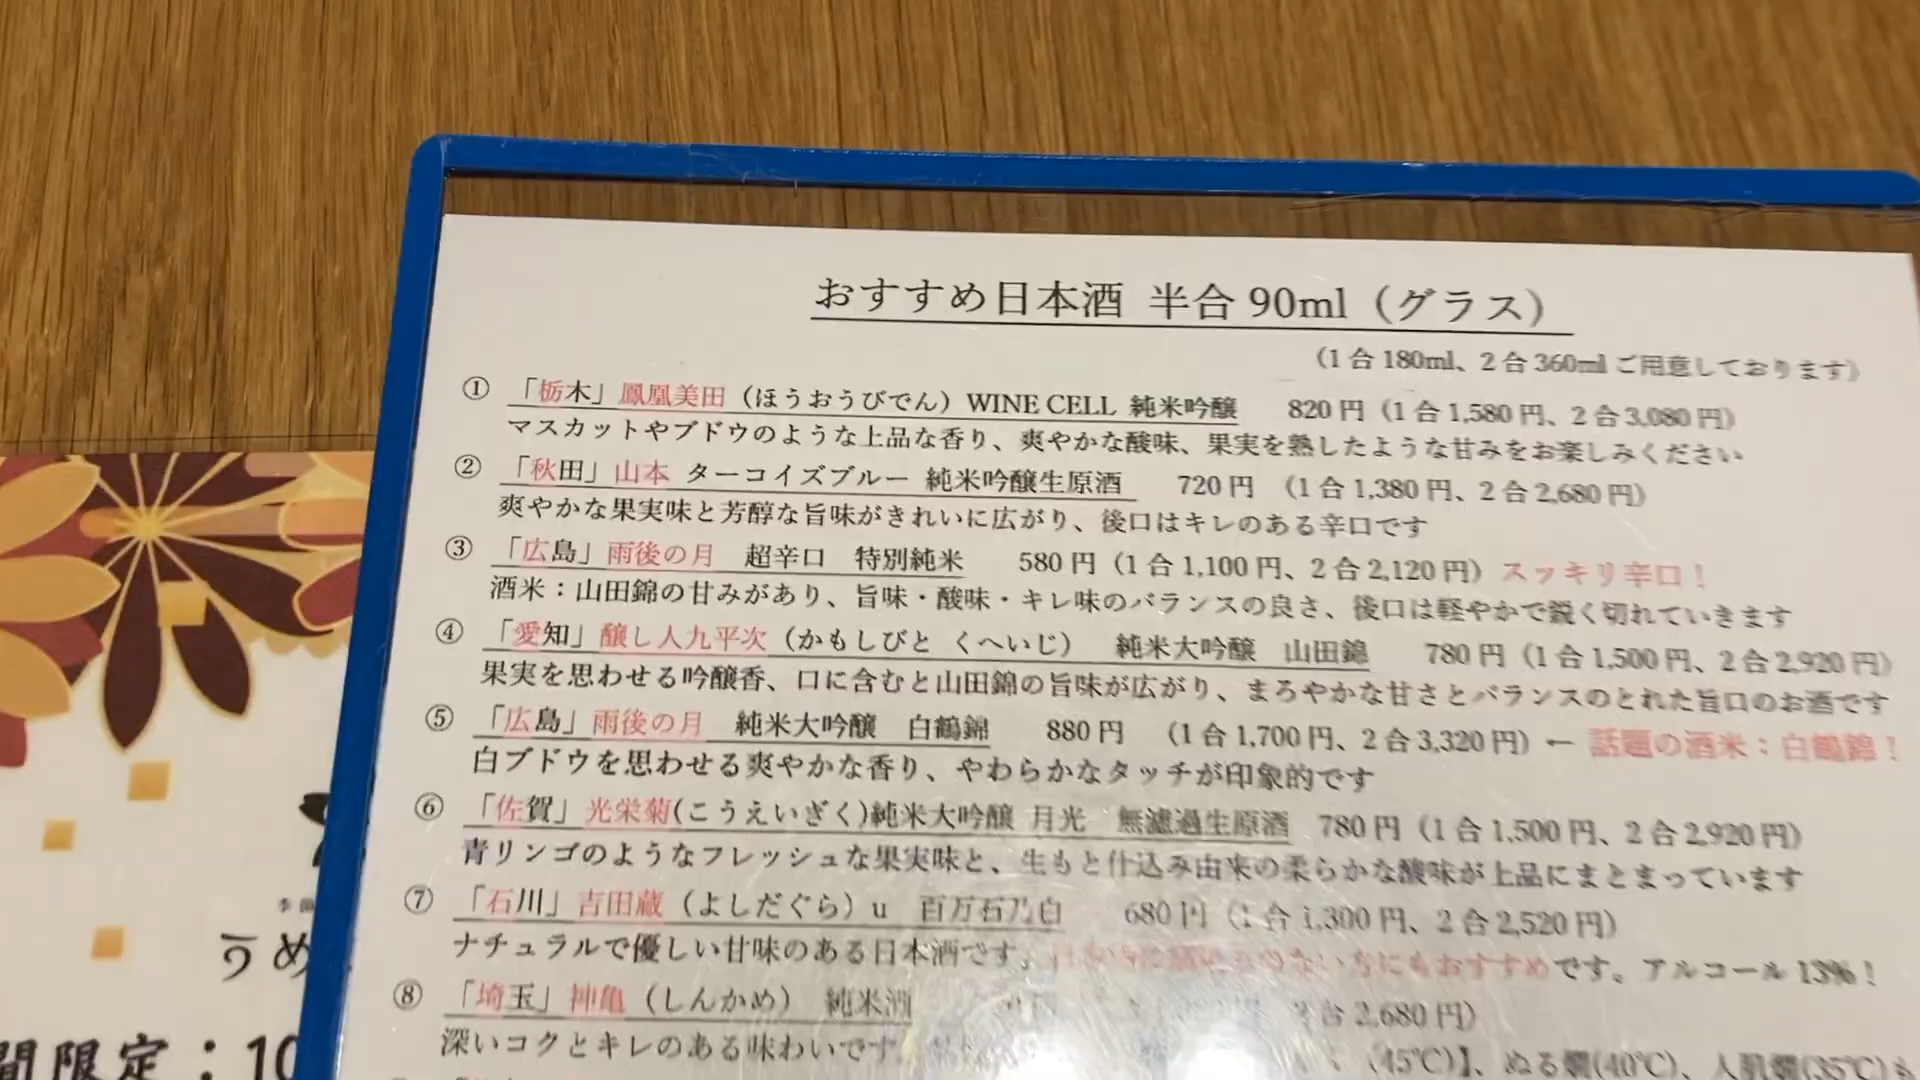 おすすめ日本酒 半合 90ml（グラス）
（1合 180ml、2合 360ml ご用意しております）
① 「栃木」鳳凰美田（ほうおうびでん）WINE CELL 純米吟醸 820円（1合 1,580円、2合 3,080円）
マスカットやブドウのような上品な香り、爽やかな酸味、果実を熟したような甘みをお楽しみください
② 「秋田」山本 ターコイズブルー 純米吟醸生原酒 720円（1合 1,380円、2合 2,680円）
爽やかな果実味と芳醇な旨味がきれいに広がり、後口はキレのある辛口です
③ 「広島」雨後の月 超辛口 特別純米 580円（1合 1,100円、2合 2,120円）スッキリ辛口！
酒米：山田錦の甘みがあり、旨味・酸味・キレ味のバランスの良さ、後口は軽やかで鋭く切れていきます
④ 「愛知」醸し人九平次（かもしびと くへいじ） 純米大吟醸 山田錦 780円（1合 1,500円、2合 2,920円）
果実を思わせる吟醸香、口に含むと山田錦の旨味が広がり、まろやかな甘さとバランスのとれた旨口のお酒です
⑤ 「広島」雨後の月 純米大吟醸 白鶴錦 880円（1合 1,700円、2合 3,320円）← 話題の酒米：白鶴錦！
白ブドウを思わせる爽やかな香り、やわらかなタッチが印象的です
⑥ 「佐賀」光栄菊(こうえいぎく)純米大吟醸 月光 無濾過生原酒 780円（1合 1,500円、2合 2,920円）
青リンゴのようなフレッシュな果実味と、生もと仕込み由来の柔らかな酸味が上品にまとまっています
⑦ 「石川」吉田蔵（よしだぐら）u 百万石乃白 680円（1合 1,300円、2合 2,520円）
ナチュラルで優しい甘味のある日本酒です。ない方にもおすすめです。アルコール 13%！
⑧ 「埼玉」神亀（しんかめ） 純米酒 2,680円）
深いコクとキレのある味わいです （45℃)】、ぬる燗(40℃)、人肌燗(35℃)も
うめ
間限定：10